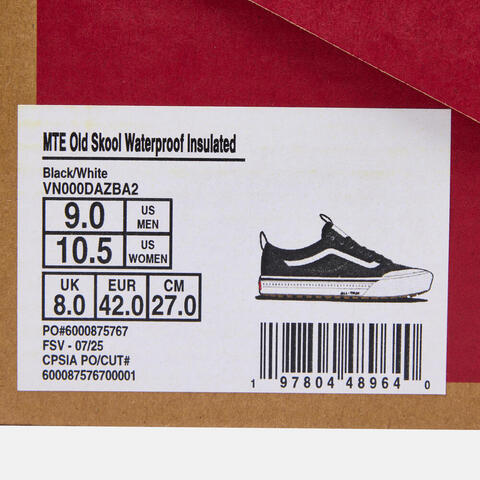 MTE Old Skool Waterproof Insulated
Black/White
VN000DAZBA2
9.0 US MEN
10.5 US WOMEN
UK EUR CM
8.0 42.0 27.0
PO#6000875767
FSV - 07/25
CPSIA PO/CUT#
600087576700001
1 97804 48964 0